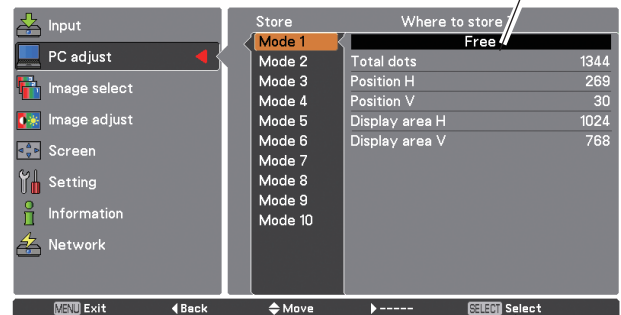 Input
PC adjust
Image select
Image adjust
Screen
Setting
Information
Network
Store
Mode 1
Mode 2
Mode 3
Mode 4
Mode 5
Mode 6
Mode 7
Mode 8
Mode 9
Mode 10
Where to store
Free
Total dots 1344
Position H 269
Position V 30
Display area H 1024
Display area V 768
MENU Exit Back Move ----- SELECT Select